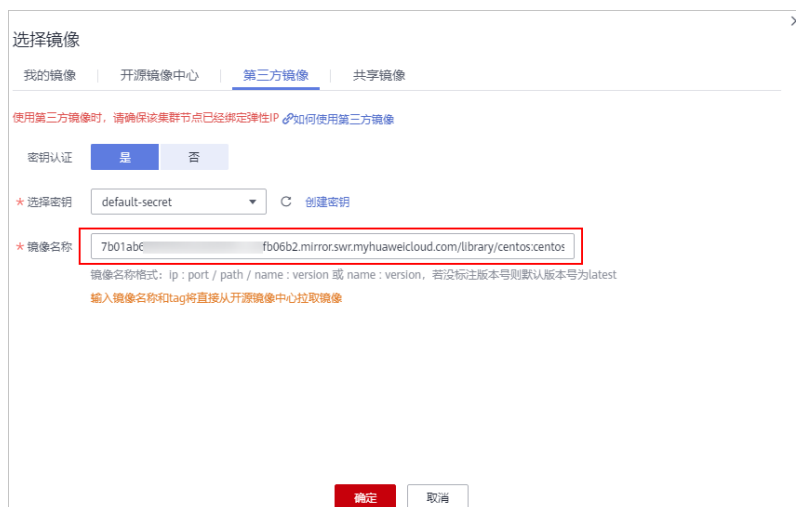 选择镜像
我的镜像 开源镜像中心 第三方镜像 共享镜像
使用第三方镜像时，请确保该集群节点已经绑定弹性IP 如何使用第三方镜像
密钥认证 是 否
* 选择密钥 default-secret 创建密钥
* 镜像名称 7b01ab6 fb06b2.mirror.swr.myhuaweicloud.com/library/centos:centos
镜像名称格式：ip : port / path / name : version 或 name : version，若没标注版本号则默认版本号为latest
输入镜像名称和tag将直接从开源镜像中心拉取镜像
确定 取消